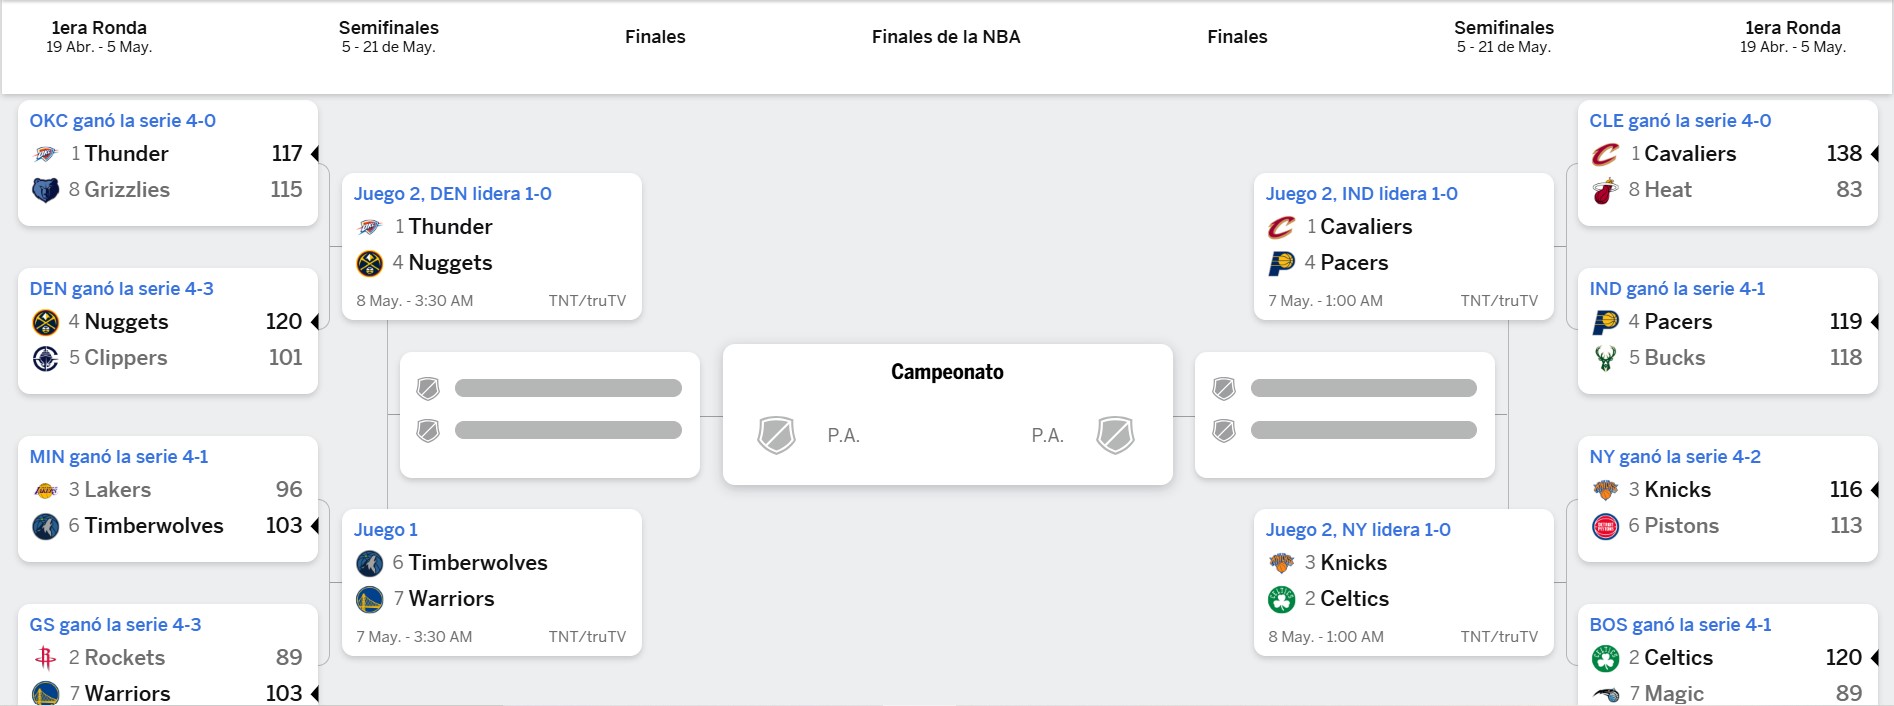 1era Ronda
19 Abr. - 5 May.
Semifinales
5 - 21 de May.
Finales
Finales de la NBA
Finales
Semifinales
5 - 21 de May.
1era Ronda
19 Abr. - 5 May.
OKC ganó la serie 4-0
1 Thunder 117
8 Grizzlies 115
DEN ganó la serie 4-3
4 Nuggets 120
5 Clippers 101
MIN ganó la serie 4-1
3 Lakers 96
6 Timberwolves 103
GS ganó la serie 4-3
2 Rockets 89
7 Warriors 103
Juego 2, DEN lidera 1-0
1 Thunder
4 Nuggets
8 May. - 3:30 AM TNT/truTV
Juego 1
6 Timberwolves
7 Warriors
7 May. - 3:30 AM TNT/truTV
Campeonato
P.A. P.A.
Juego 2, IND lidera 1-0
1 Cavaliers
4 Pacers
7 May. - 1:00 AM TNT/truTV
Juego 2, NY lidera 1-0
3 Knicks
2 Celtics
8 May. - 1:00 AM TNT/truTV
CLE ganó la serie 4-0
1 Cavaliers 138
8 Heat 83
IND ganó la serie 4-1
4 Pacers 119
5 Bucks 118
NY ganó la serie 4-2
3 Knicks 116
6 Pistons 113
BOS ganó la serie 4-1
2 Celtics 120
7 Magic 89